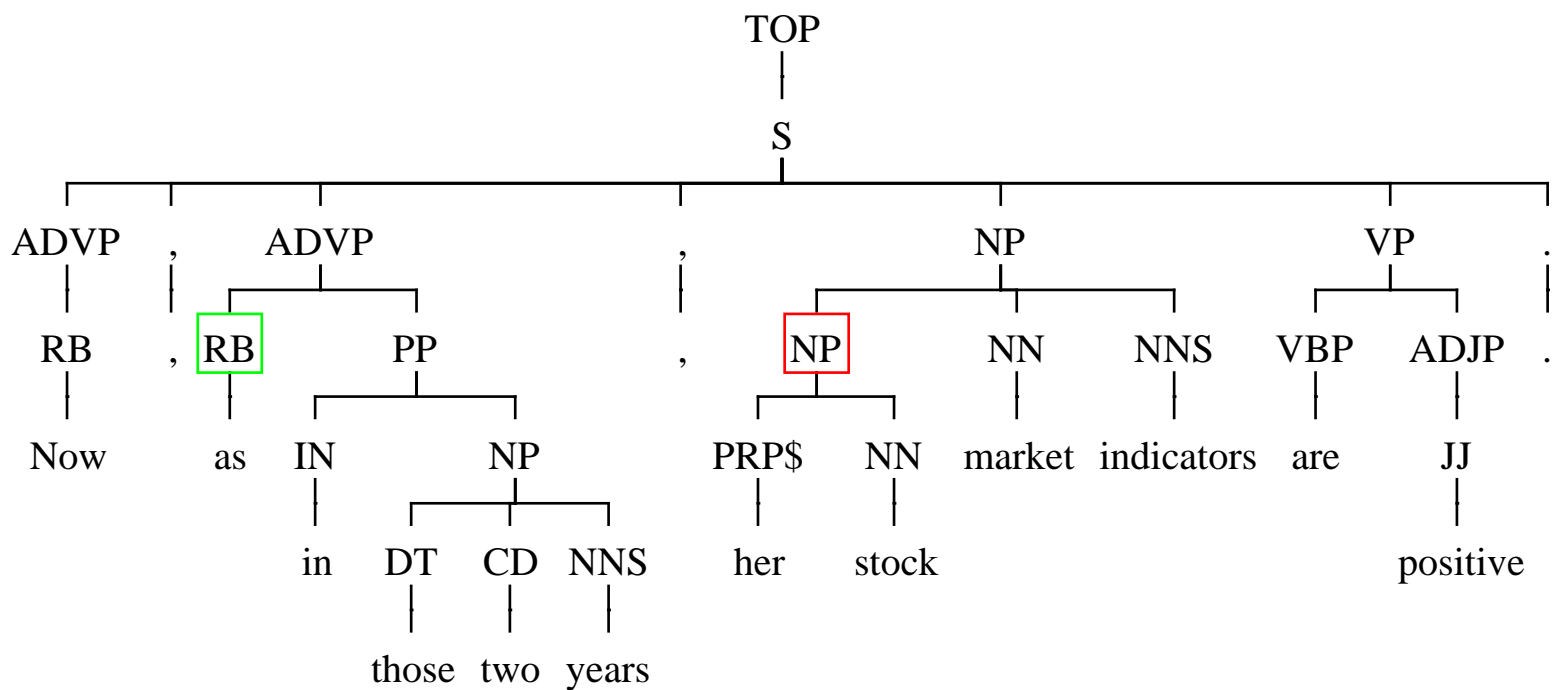 TOP
S
ADVP , ADVP , NP VP .
RB , RB PP , NP NN NNS VBP ADJP .
Now as IN NP PRP$ NN market indicators are JJ
in DT CD NNS her stock positive
those two years